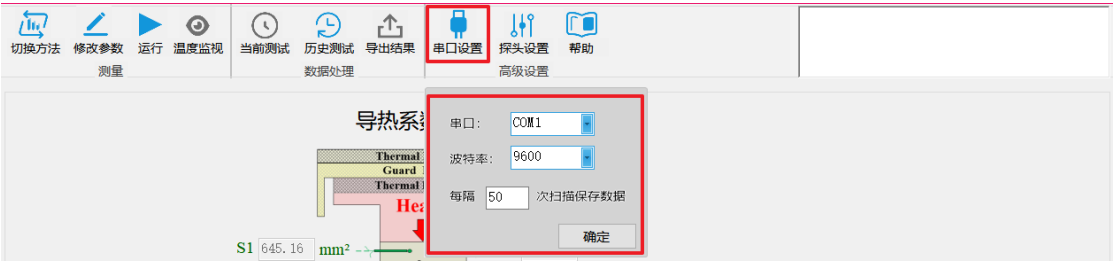 切换方法 修改参数 运行 温度监视 当前测试 历史测试 导出结果 串口设置 探头设置 帮助
测量 数据处理 高级设置
导热系
串口: COM1
波特率: 9600
每隔 50 次扫描保存数据
确定
Thermal
Guard
Thermal
Hea
S1 645.16 mm²